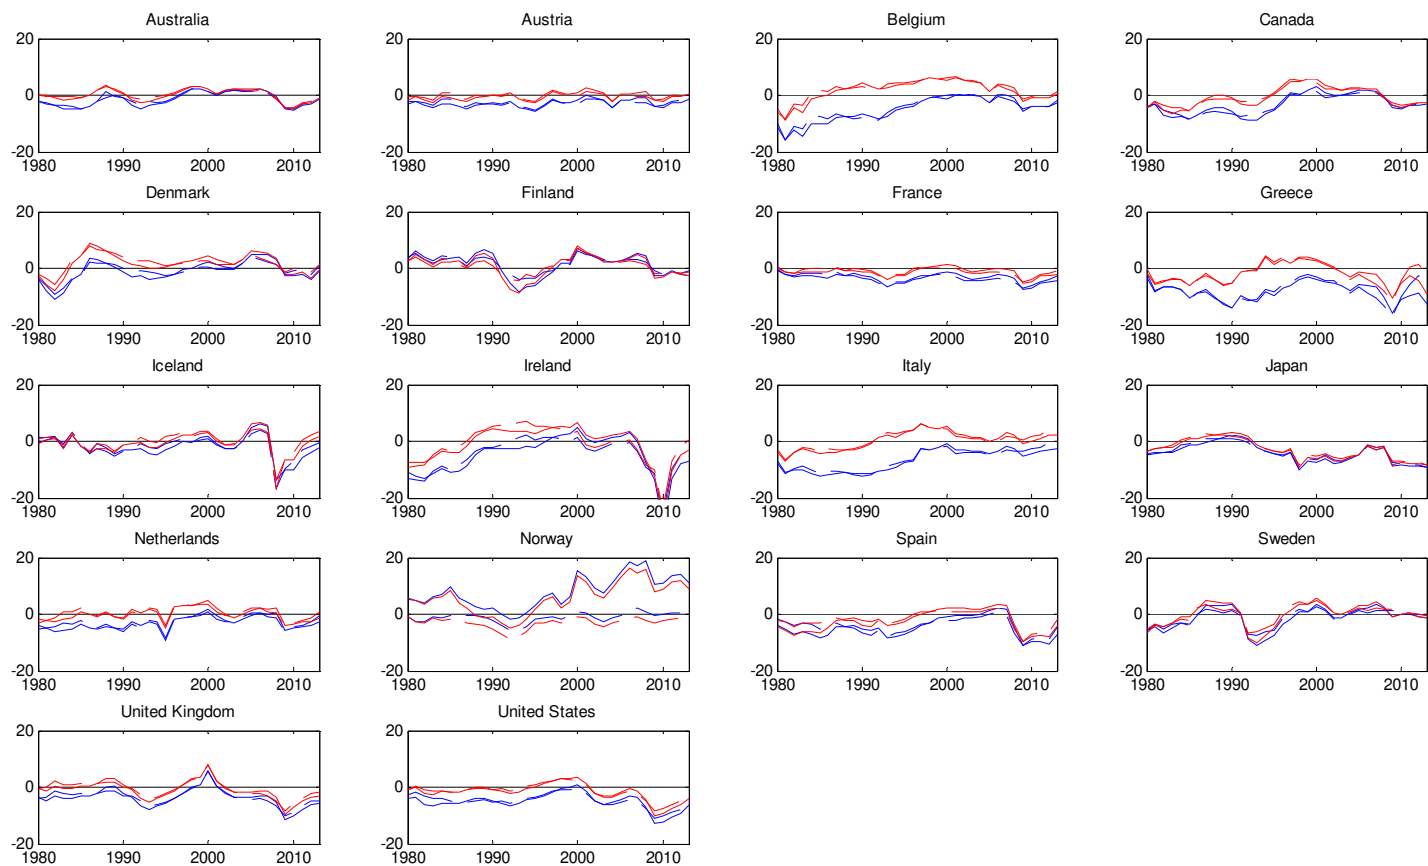 Australia Austria Belgium Canada
20 20 20 20
0 0 0 0
-20 -20 -20 -20
1980 1990 2000 2010 1980 1990 2000 2010 1980 1990 2000 2010 1980 1990 2000 2010
Denmark Finland France Greece
20 20 20 20
0 0 0 0
-20 -20 -20 -20
1980 1990 2000 2010 1980 1990 2000 2010 1980 1990 2000 2010 1980 1990 2000 2010
Iceland Ireland Italy Japan
20 20 20 20
0 0 0 0
-20 -20 -20 -20
1980 1990 2000 2010 1980 1990 2000 2010 1980 1990 2000 2010 1980 1990 2000 2010
Netherlands Norway Spain Sweden
20 20 20 20
0 0 0 0
-20 -20 -20 -20
1980 1990 2000 2010 1980 1990 2000 2010 1980 1990 2000 2010 1980 1990 2000 2010
United Kingdom United States
20 20
0 0
-20 -20
1980 1990 2000 2010 1980 1990 2000 2010